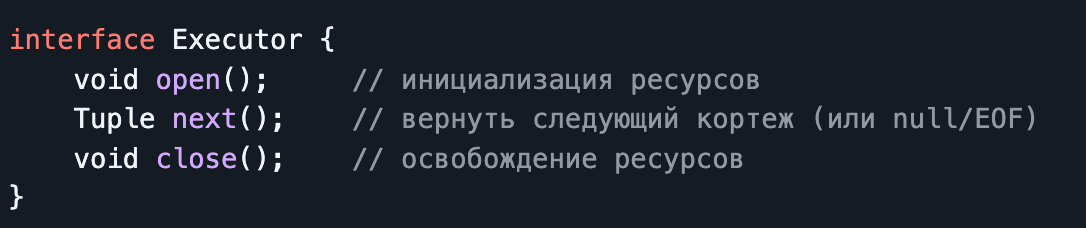 interface Executor {
    void open();     // инициализация ресурсов
    Tuple next();    // вернуть следующий кортеж (или null/EOF)
    void close();    // освобождение ресурсов
}